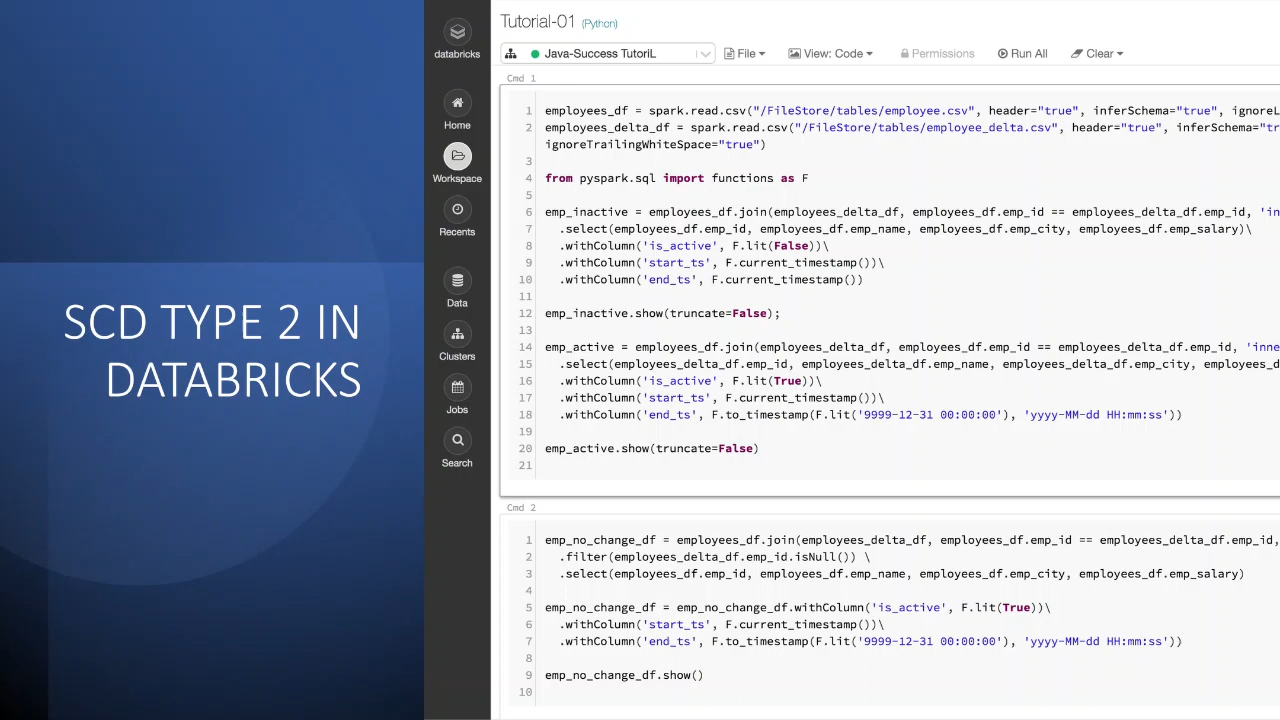 SCD TYPE 2 IN
DATABRICKS
databricks
Home
Workspace
Recents
Data
Clusters
Jobs
Search
Tutorial-01 (Python)
Java-Success TutoriL File View: Code Permissions Run All Clear
Cmd 1
1 employees_df = spark.read.csv("/FileStore/tables/employee.csv", header="true", inferSchema="true", ignoreL
2 employees_delta_df = spark.read.csv("/FileStore/tables/employee_delta.csv", header="true", inferSchema="tr
ignoreTrailingWhiteSpace="true")
3
4 from pyspark.sql import functions as F
5
6 emp_inactive = employees_df.join(employees_delta_df, employees_df.emp_id == employees_delta_df.emp_id, 'in
7 .select(employees_df.emp_id, employees_df.emp_name, employees_df.emp_city, employees_df.emp_salary)\
8 .withColumn('is_active', F.lit(False))\
9 .withColumn('start_ts', F.current_timestamp())\
10 .withColumn('end_ts', F.current_timestamp())
11
12 emp_inactive.show(truncate=False);
13
14 emp_active = employees_df.join(employees_delta_df, employees_df.emp_id == employees_delta_df.emp_id, 'inne
15 .select(employees_delta_df.emp_id, employees_delta_df.emp_name, employees_delta_df.emp_city, employees_d
16 .withColumn('is_active', F.lit(True))\
17 .withColumn('start_ts', F.current_timestamp())\
18 .withColumn('end_ts', F.to_timestamp(F.lit('9999-12-31 00:00:00'), 'yyyy-MM-dd HH:mm:ss'))
19
20 emp_active.show(truncate=False)
21
Cmd 2
1 emp_no_change_df = employees_df.join(employees_delta_df, employees_df.emp_id == employees_delta_df.emp_id,
2 .filter(employees_delta_df.emp_id.isNull()) \
3 .select(employees_df.emp_id, employees_df.emp_name, employees_df.emp_city, employees_df.emp_salary)
4
5 emp_no_change_df = emp_no_change_df.withColumn('is_active', F.lit(True))\
6 .withColumn('start_ts', F.current_timestamp())\
7 .withColumn('end_ts', F.to_timestamp(F.lit('9999-12-31 00:00:00'), 'yyyy-MM-dd HH:mm:ss'))
8
9 emp_no_change_df.show()
10